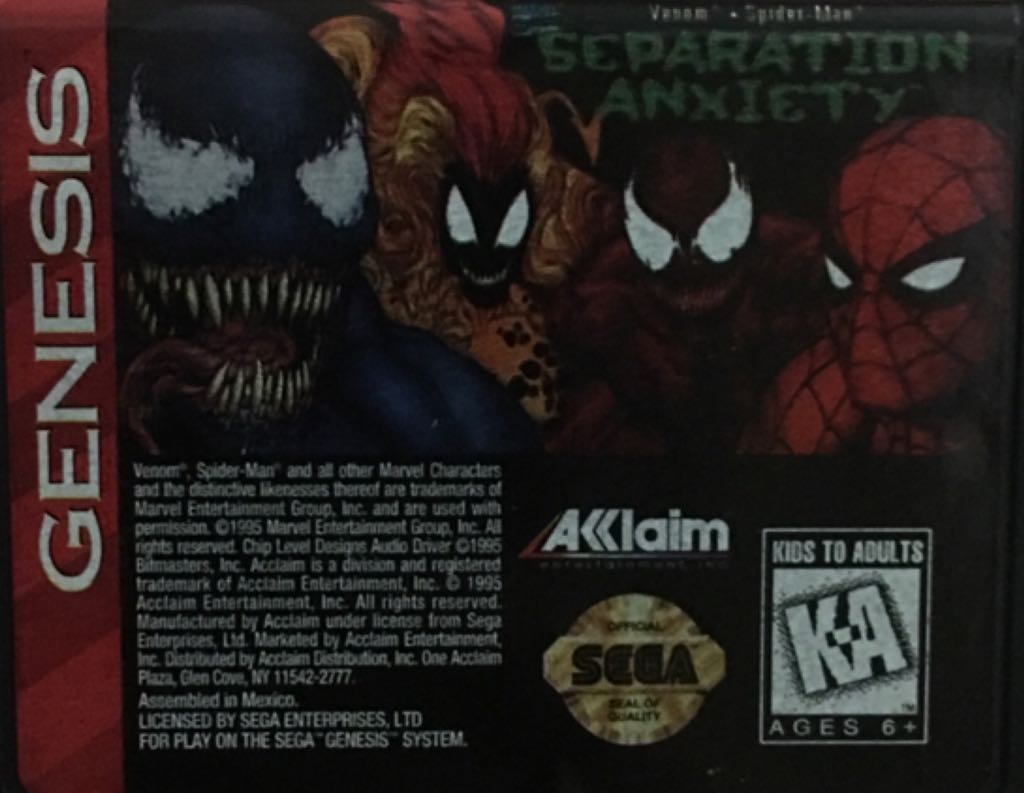 GENESIS
Venom™ • Spider-Man™
SEPARATION
ANXIETY™
Venom®, Spider-Man® and all other Marvel Characters
and the distinctive likenesses thereof are trademarks of
Marvel Entertainment Group, Inc. and are used with
permission. ©1995 Marvel Entertainment Group, Inc. All
rights reserved. Chip Level Designs Audio Driver ©1995
Bitmasters, Inc. Acclaim is a division and registered
trademark of Acclaim Entertainment, Inc. © 1995
Acclaim Entertainment, Inc. All rights reserved.
Manufactured by Acclaim under license from Sega
Enterprises, Ltd. Marketed by Acclaim Entertainment,
Inc. Distributed by Acclaim Distribution, Inc. One Acclaim
Plaza, Glen Cove, NY 11542-2777.
Assembled in Mexico.
LICENSED BY SEGA ENTERPRISES, LTD
FOR PLAY ON THE SEGA™ GENESIS™ SYSTEM.
AKKlaim
entertainment, inc.
OFFICIAL
SEGA
SEAL OF
QUALITY
KIDS TO ADULTS
K-A
™
AGES 6+